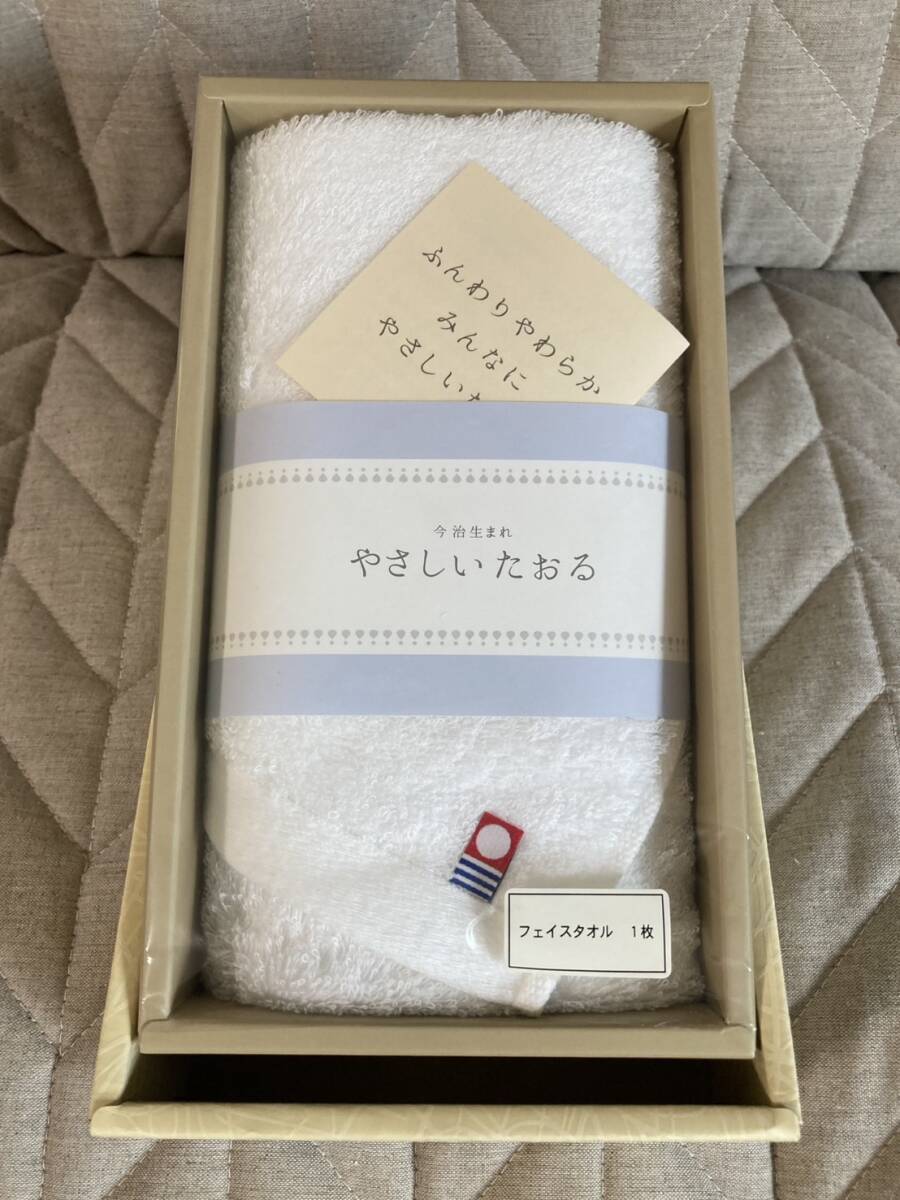 ふんわりやわらか
みんなに
やさしいた
今治生まれ
やさしいたおる
フェイスタオル 1枚